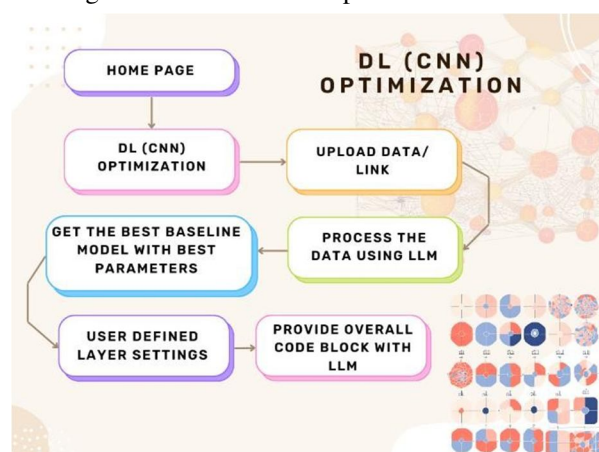 HOME PAGE
DL (CNN)
OPTIMIZATION
DL (CNN)
OPTIMIZATION
UPLOAD DATA/
LINK
GET THE BEST BASELINE
MODEL WITH BEST
PARAMETERS
PROCESS THE
DATA USING LLM
USER DEFINED
LAYER SETTINGS
PROVIDE OVERALL
CODE BLOCK WITH
LLM